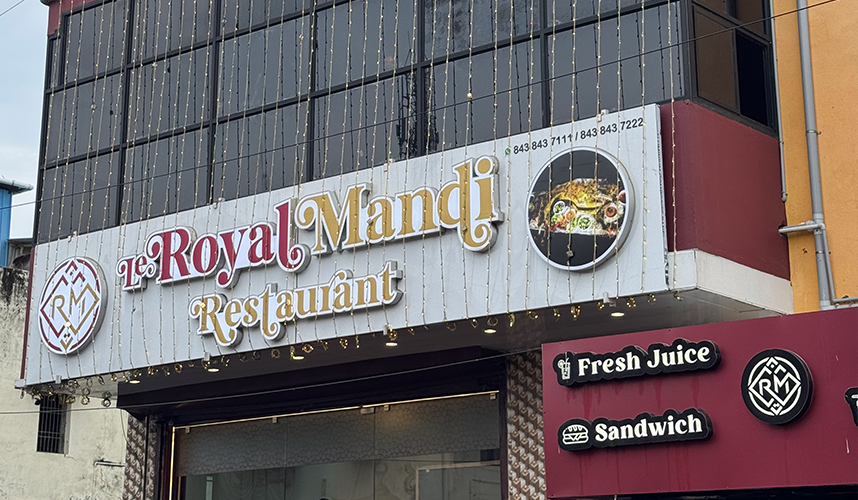 843 843 7111 / 843 843 7222
Le Royal Mandi
Restaurant
RM
Fresh Juice
RM
Sandwich